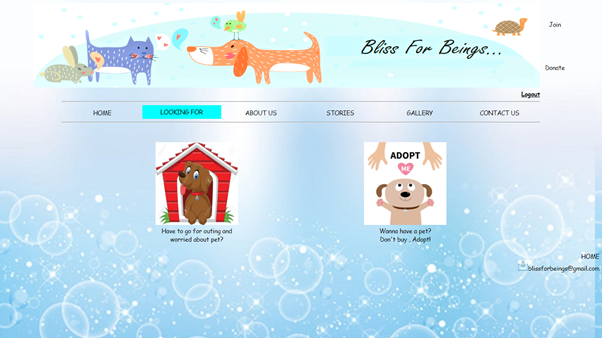 Bliss For Beings...
Join
Donate
Logout
HOME LOOKING FOR ABOUT US STORIES GALLERY CONTACT US
ADOPT
ME
Have to go for outing and
worried about pet?
Wanna have a pet?
Don't buy , Adopt!
HOME
blissforbeings@gmail.com